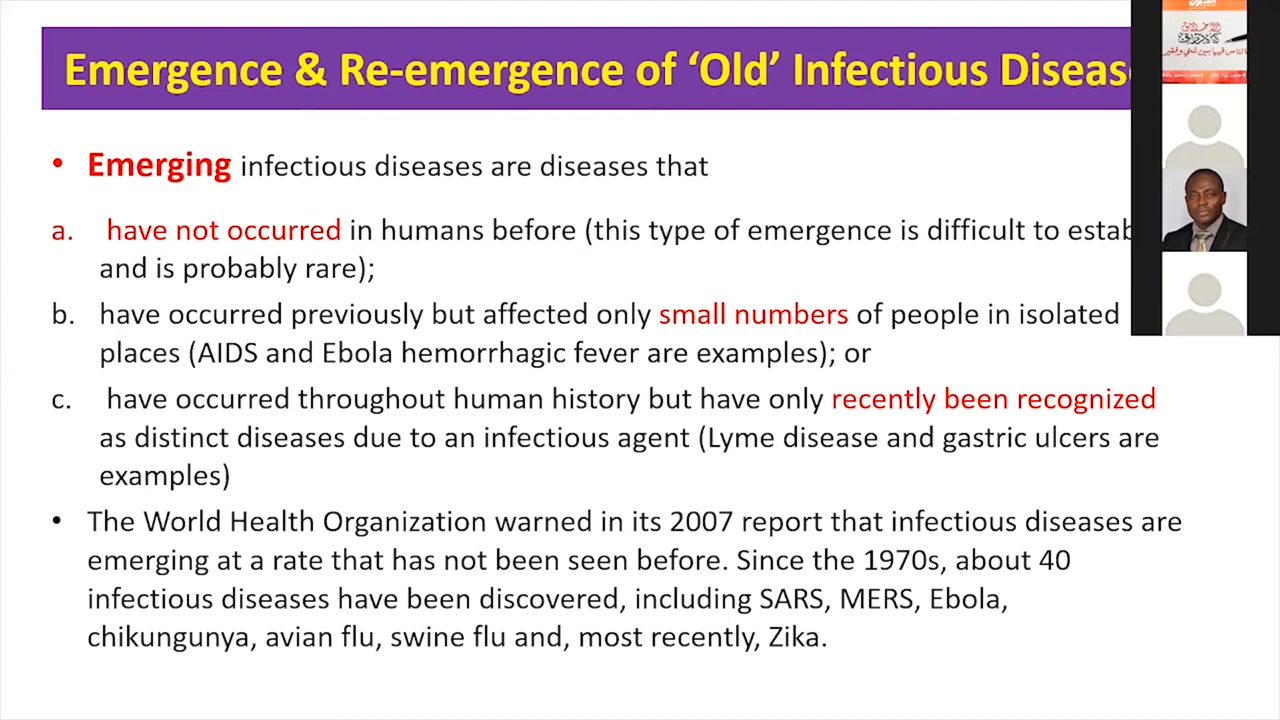 Emergence & Re-emergence of ‘Old’ Infectious Diseas
• Emerging infectious diseases are diseases that
a. have not occurred in humans before (this type of emergence is difficult to estab
and is probably rare);
b. have occurred previously but affected only small numbers of people in isolated
places (AIDS and Ebola hemorrhagic fever are examples); or
c. have occurred throughout human history but have only recently been recognized
as distinct diseases due to an infectious agent (Lyme disease and gastric ulcers are
examples)
• The World Health Organization warned in its 2007 report that infectious diseases are
emerging at a rate that has not been seen before. Since the 1970s, about 40
infectious diseases have been discovered, including SARS, MERS, Ebola,
chikungunya, avian flu, swine flu and, most recently, Zika.
الأخلاق
كالأرزاق